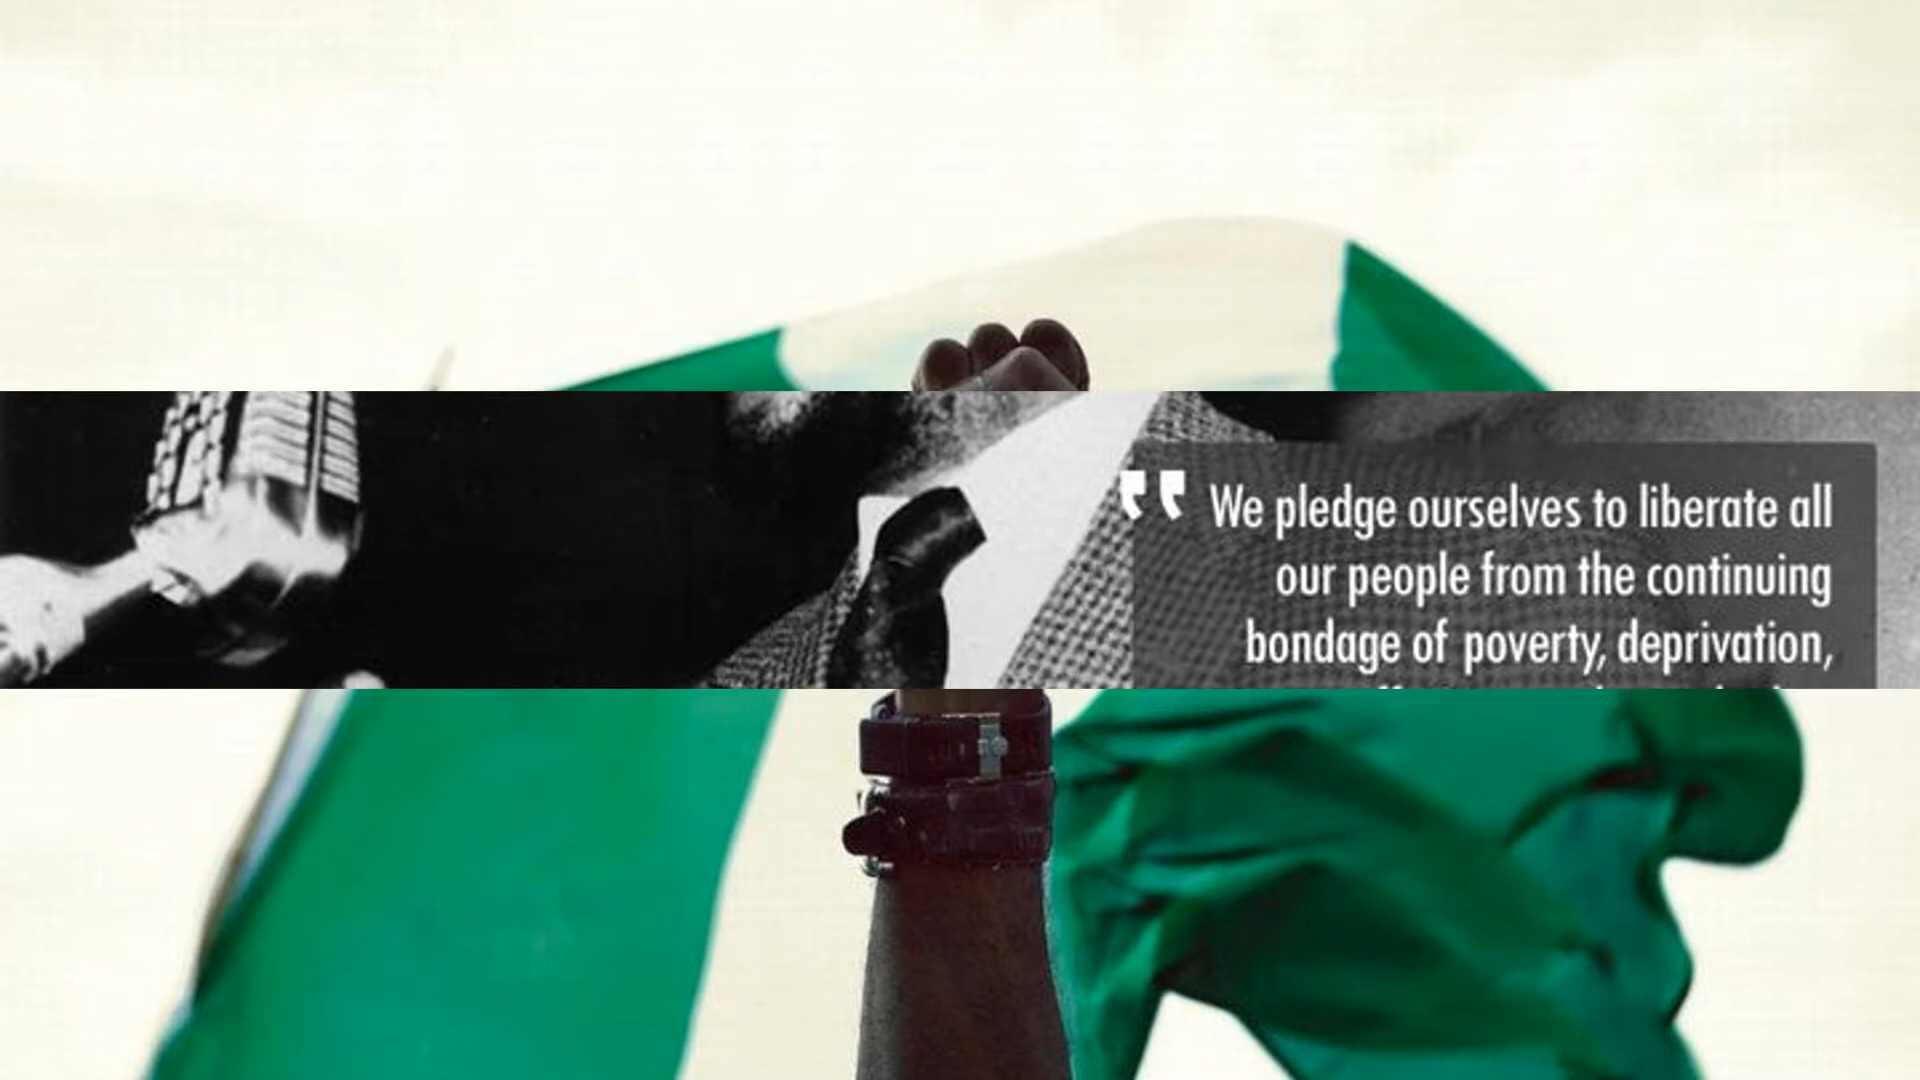 " We pledge ourselves to liberate all
our people from the continuing
bondage of poverty, deprivation,